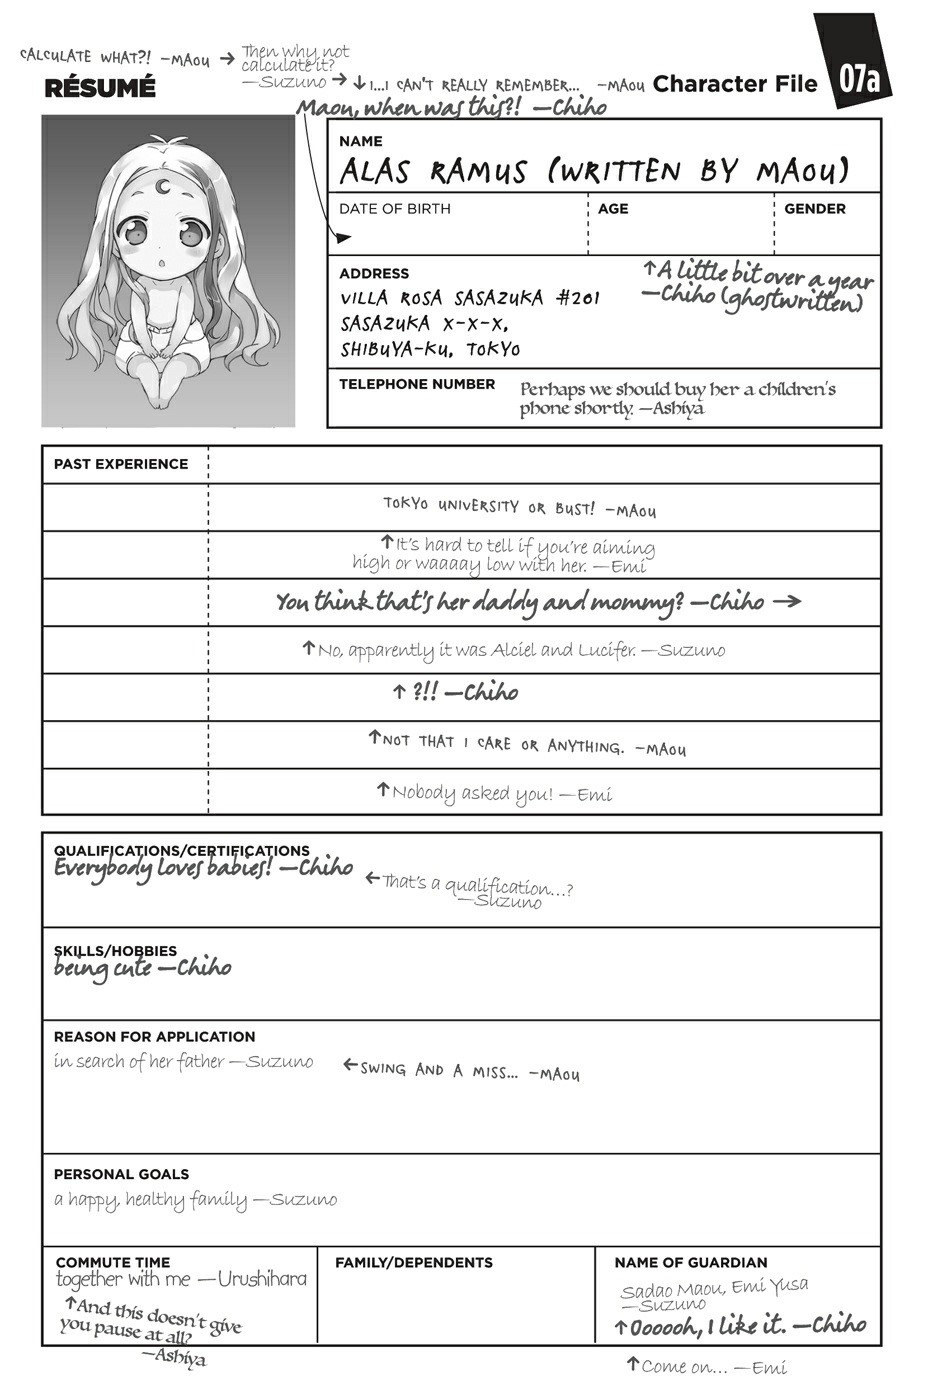 CALCULATE WHAT?! —MAOU →
Then why not
calculate it?
—Suzuno → ↓ I...I CAN'T REALLY REMEMBER... —MAOU
RÉSUMÉ
Character File 07a
Maou, when was this?! —Chiho
NAME
ALAS RAMUS (WRITTEN BY MAOU)
DATE OF BIRTH
AGE
GENDER
↑A little bit over a year
—Chiho (ghostwritten)
ADDRESS
VILLA ROSA SASAZUKA #201
SASAZUKA X-X-X,
SHIBUYA-KU, TOKYO
TELEPHONE NUMBER
Perhaps we should buy her a children's
phone shortly. —Ashiya
PAST EXPERIENCE
TOKYO UNIVERSITY OR BUST! —MAOU
↑It's hard to tell if you're aiming
high or waaaay low with her. —Emi
You think that's her daddy and mommy? —Chiho →
↑No, apparently it was Alciel and Lucifer. —Suzuno
↑ ?!! —Chiho
↑NOT THAT I CARE OR ANYTHING. —MAOU
↑Nobody asked you! —Emi
QUALIFICATIONS/CERTIFICATIONS
Everybody loves babies! —Chiho
←That's a qualification...?
—Suzuno
SKILLS/HOBBIES
being cute —Chiho
REASON FOR APPLICATION
in search of her father —Suzuno
←SWING AND A MISS... —MAOU
PERSONAL GOALS
a happy, healthy family —Suzuno
COMMUTE TIME
together with me —Urushihara
↑And this doesn't give
you pause at all?
—Ashiya
FAMILY/DEPENDENTS
NAME OF GUARDIAN
Sadao Maou, Emi Yusa
—Suzuno
↑Oooooh, I like it. —Chiho
↑Come on... —Emi